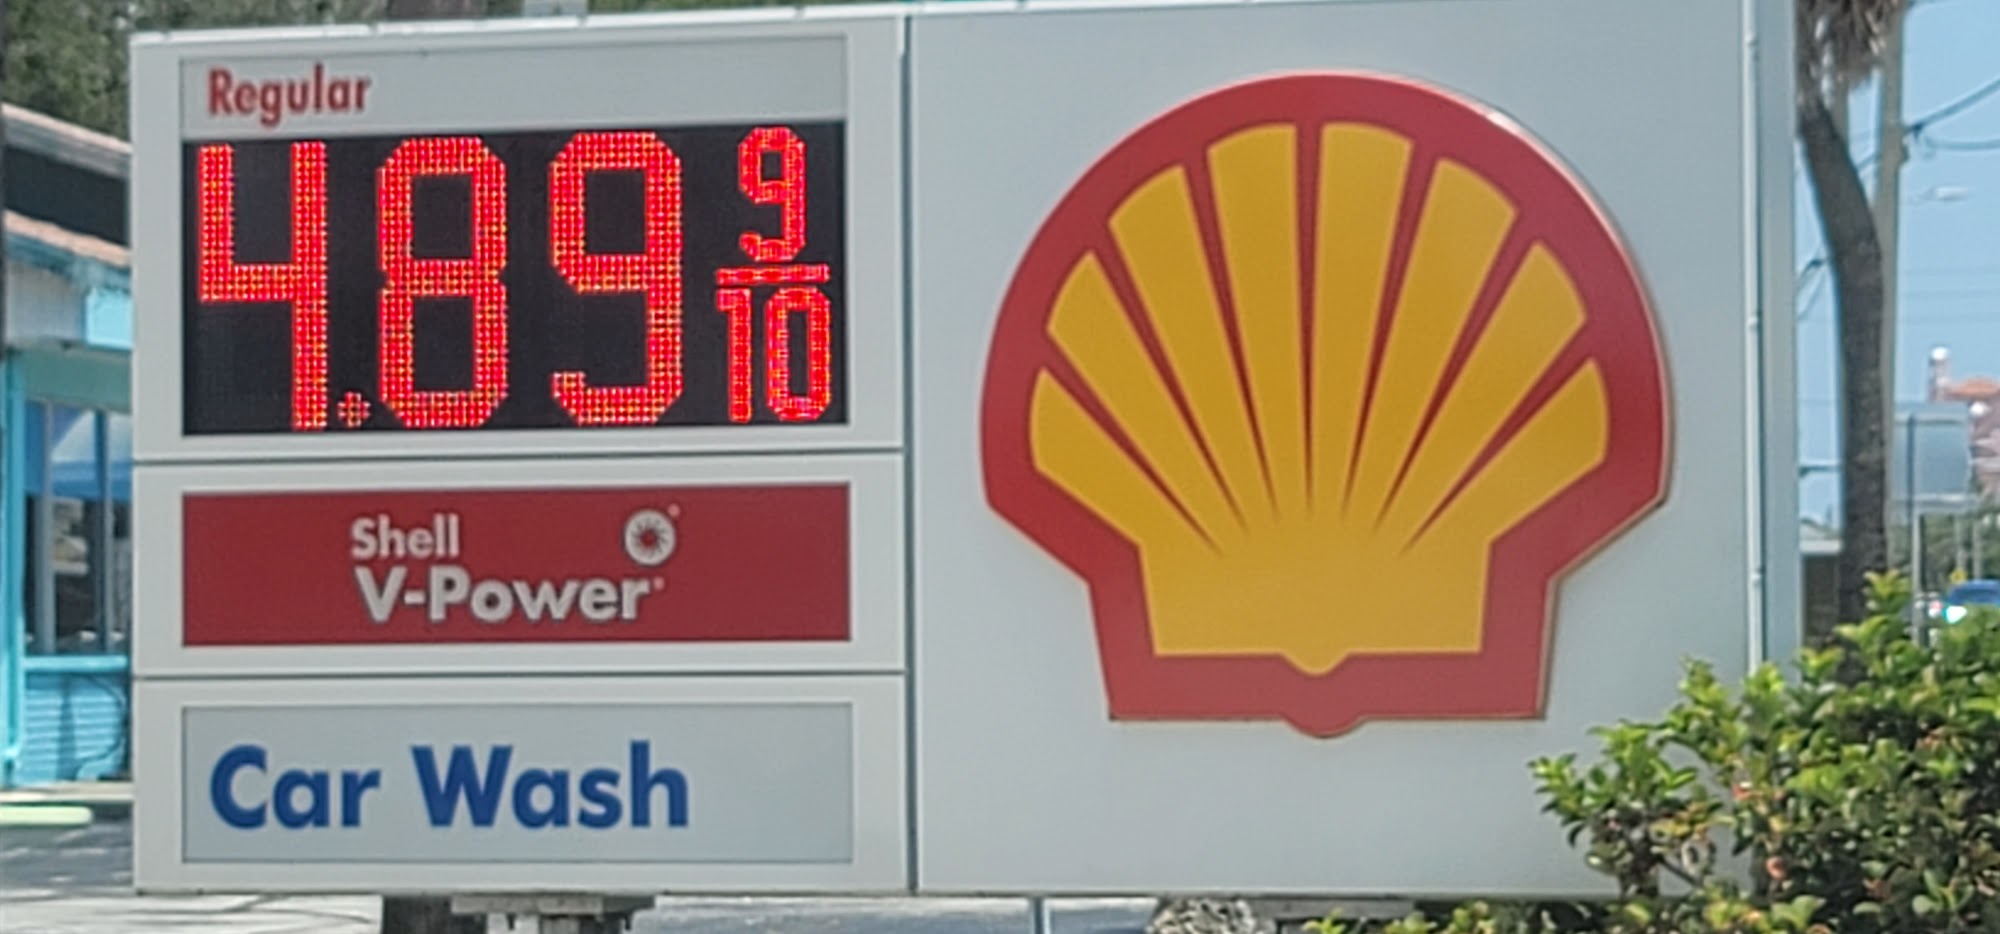 Regular
4.89 9/10
Shell
V-Power
Car Wash